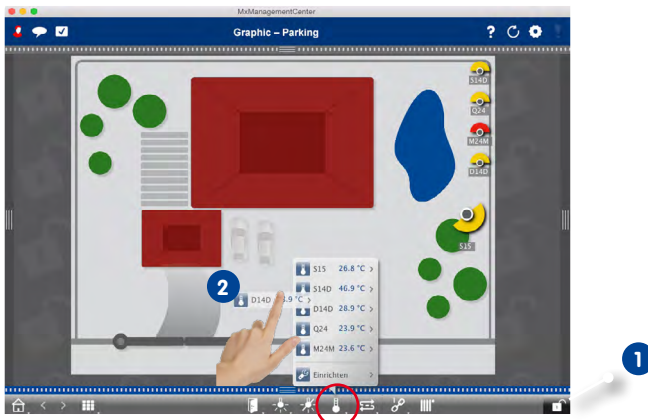 MxManagementCenter
Graphic – Parking
?
S14D
Q24
M24M
D14D
S15
S15 26.8 °C >
S14D 46.9 °C >
2
D14D .9 °C >
D14D 28.9 °C >
Q24 23.9 °C >
M24M 23.6 °C >
Einrichten >
1